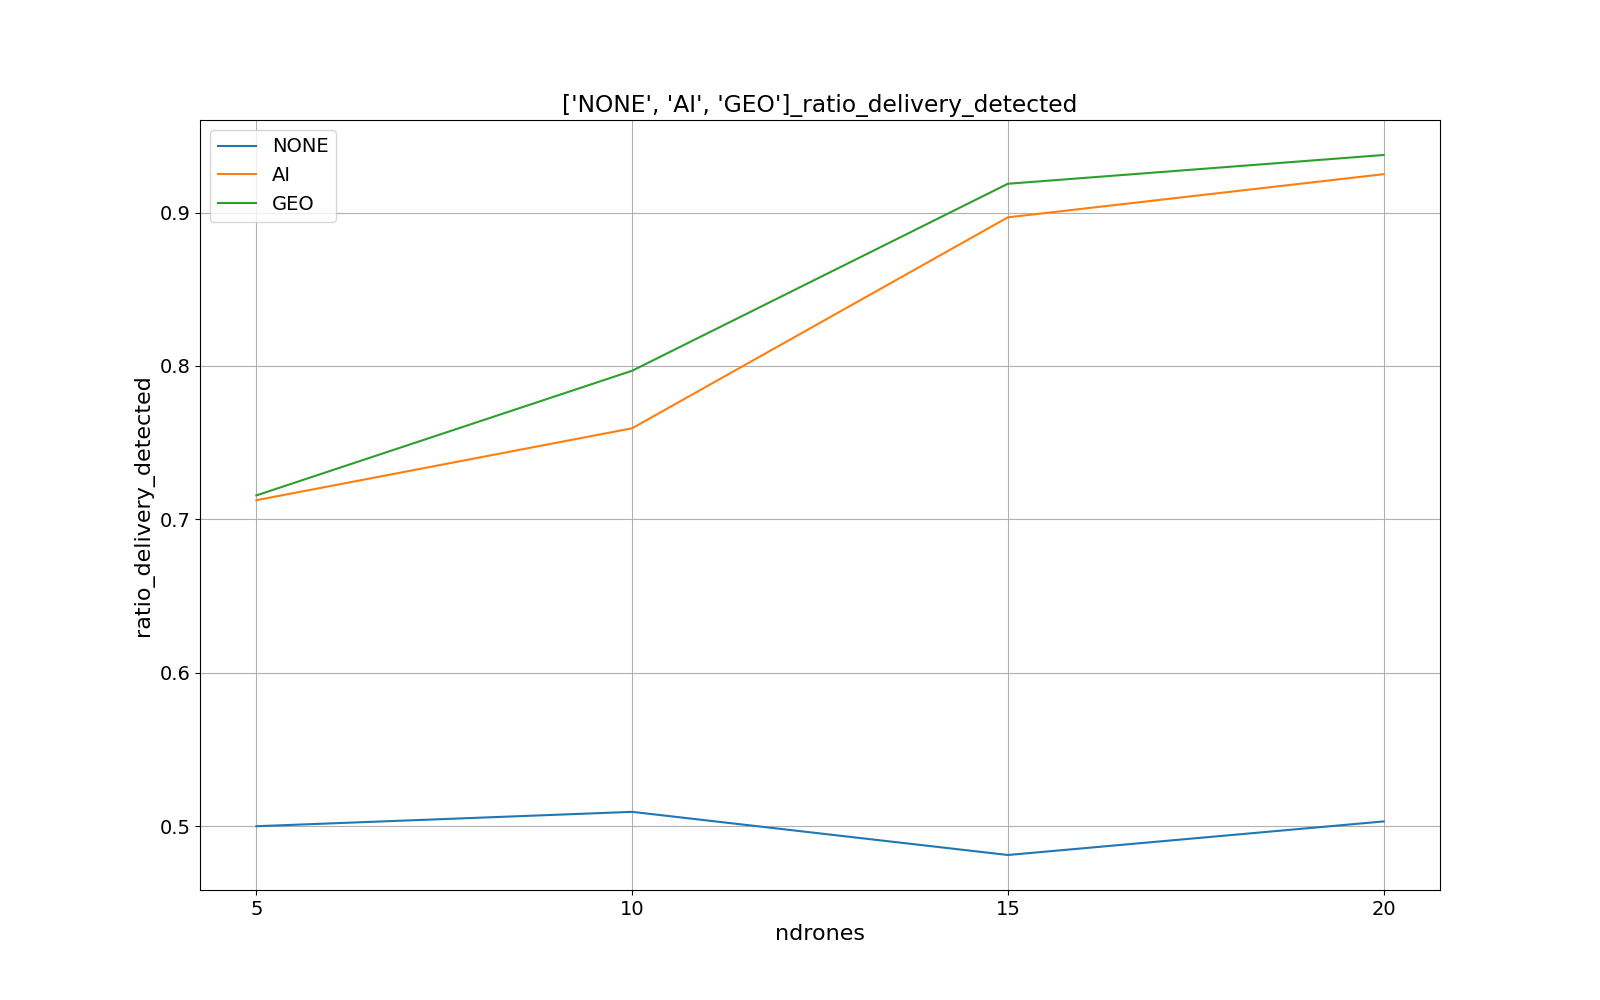 ['NONE', 'AI', 'GEO']_ratio_delivery_detected
NONE
AI
GEO
0.9
0.8
0.7
0.6
0.5
ratio_delivery_detected
5 10 15 20
ndrones